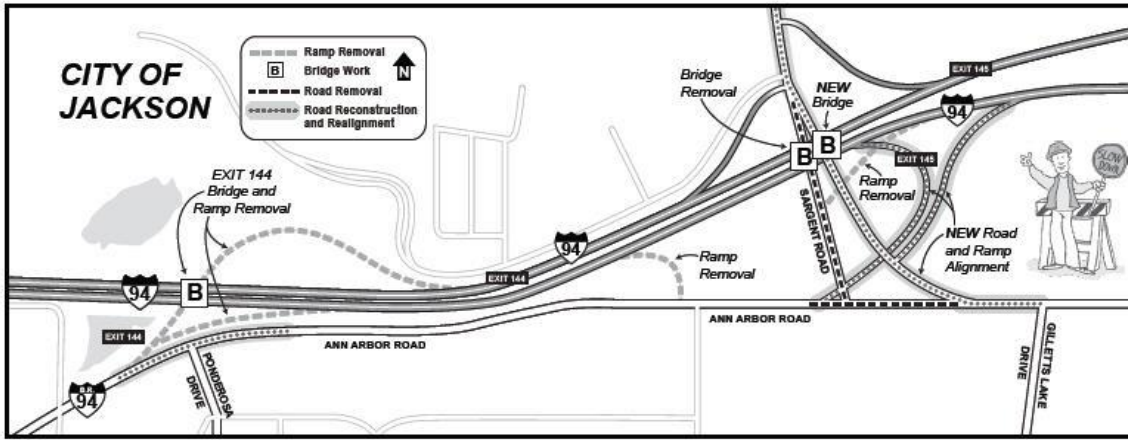 CITY OF
JACKSON
Ramp Removal
B
Bridge Work
N
Road Removal
Road Reconstruction
and Realignment
EXIT 145
Bridge
Removal
NEW
Bridge
94
SLOW
DOWN
B
B
EXIT 145
Ramp
Removal
EXIT 144
Bridge and
Ramp Removal
SARGENT ROAD
94
NEW Road
and Ramp
Alignment
Ramp
Removal
EXIT 144
94
B
ANN ARBOR ROAD
EXIT 144
ANN ARBOR ROAD
PONDEROSA
DRIVE
GILLETTS LAKE
DRIVE
B.R.
94